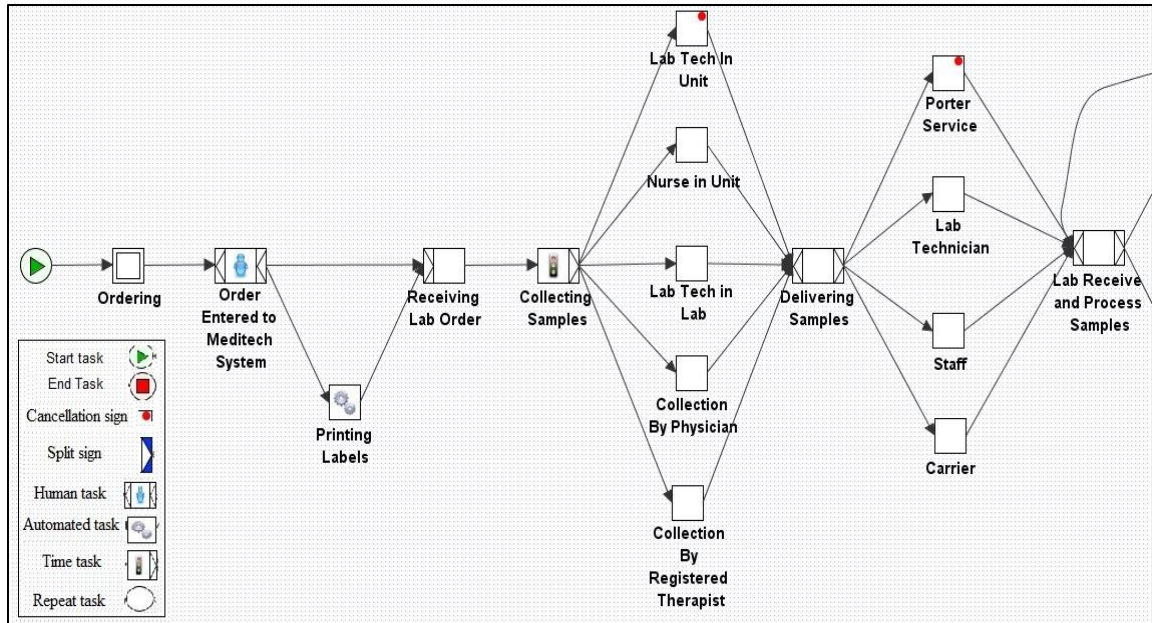 Ordering
Order
Entered to
Meditech
System
Printing
Labels
Receiving
Lab Order
Collecting
Samples
Lab Tech In
Unit
Nurse in Unit
Lab Tech in
Lab
Collection
By Physician
Collection
By
Registered
Therapist
Delivering
Samples
Porter
Service
Lab
Technician
Staff
Carrier
Lab Receive
and Process
Samples
Start task
End Task
Cancellation sign
Split sign
Human task
Automated task
Time task
Repeat task